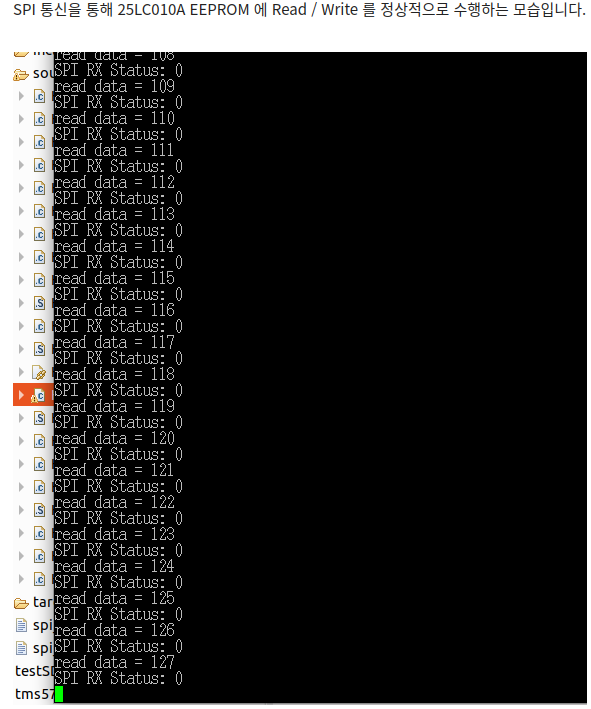 SPI 통신을 통해 25LC010A EEPROM 에 Read / Write 를 정상적으로 수행하는 모습입니다.
read data = 108
SPI RX Status: 0
read data = 109
SPI RX Status: 0
read data = 110
SPI RX Status: 0
read data = 111
SPI RX Status: 0
read data = 112
SPI RX Status: 0
read data = 113
SPI RX Status: 0
read data = 114
SPI RX Status: 0
read data = 115
SPI RX Status: 0
read data = 116
SPI RX Status: 0
read data = 117
SPI RX Status: 0
read data = 118
SPI RX Status: 0
read data = 119
SPI RX Status: 0
read data = 120
SPI RX Status: 0
read data = 121
SPI RX Status: 0
read data = 122
SPI RX Status: 0
read data = 123
SPI RX Status: 0
read data = 124
SPI RX Status: 0
read data = 125
SPI RX Status: 0
read data = 126
SPI RX Status: 0
read data = 127
SPI RX Status: 0
sou
.c
.c
.c
.c
.c
.c
.c
.c
.c
.S
.c
.S
.c
.S
.c
.c
.c
.S
.c
.c
.c
tar
spi
spi
testSD
tms57